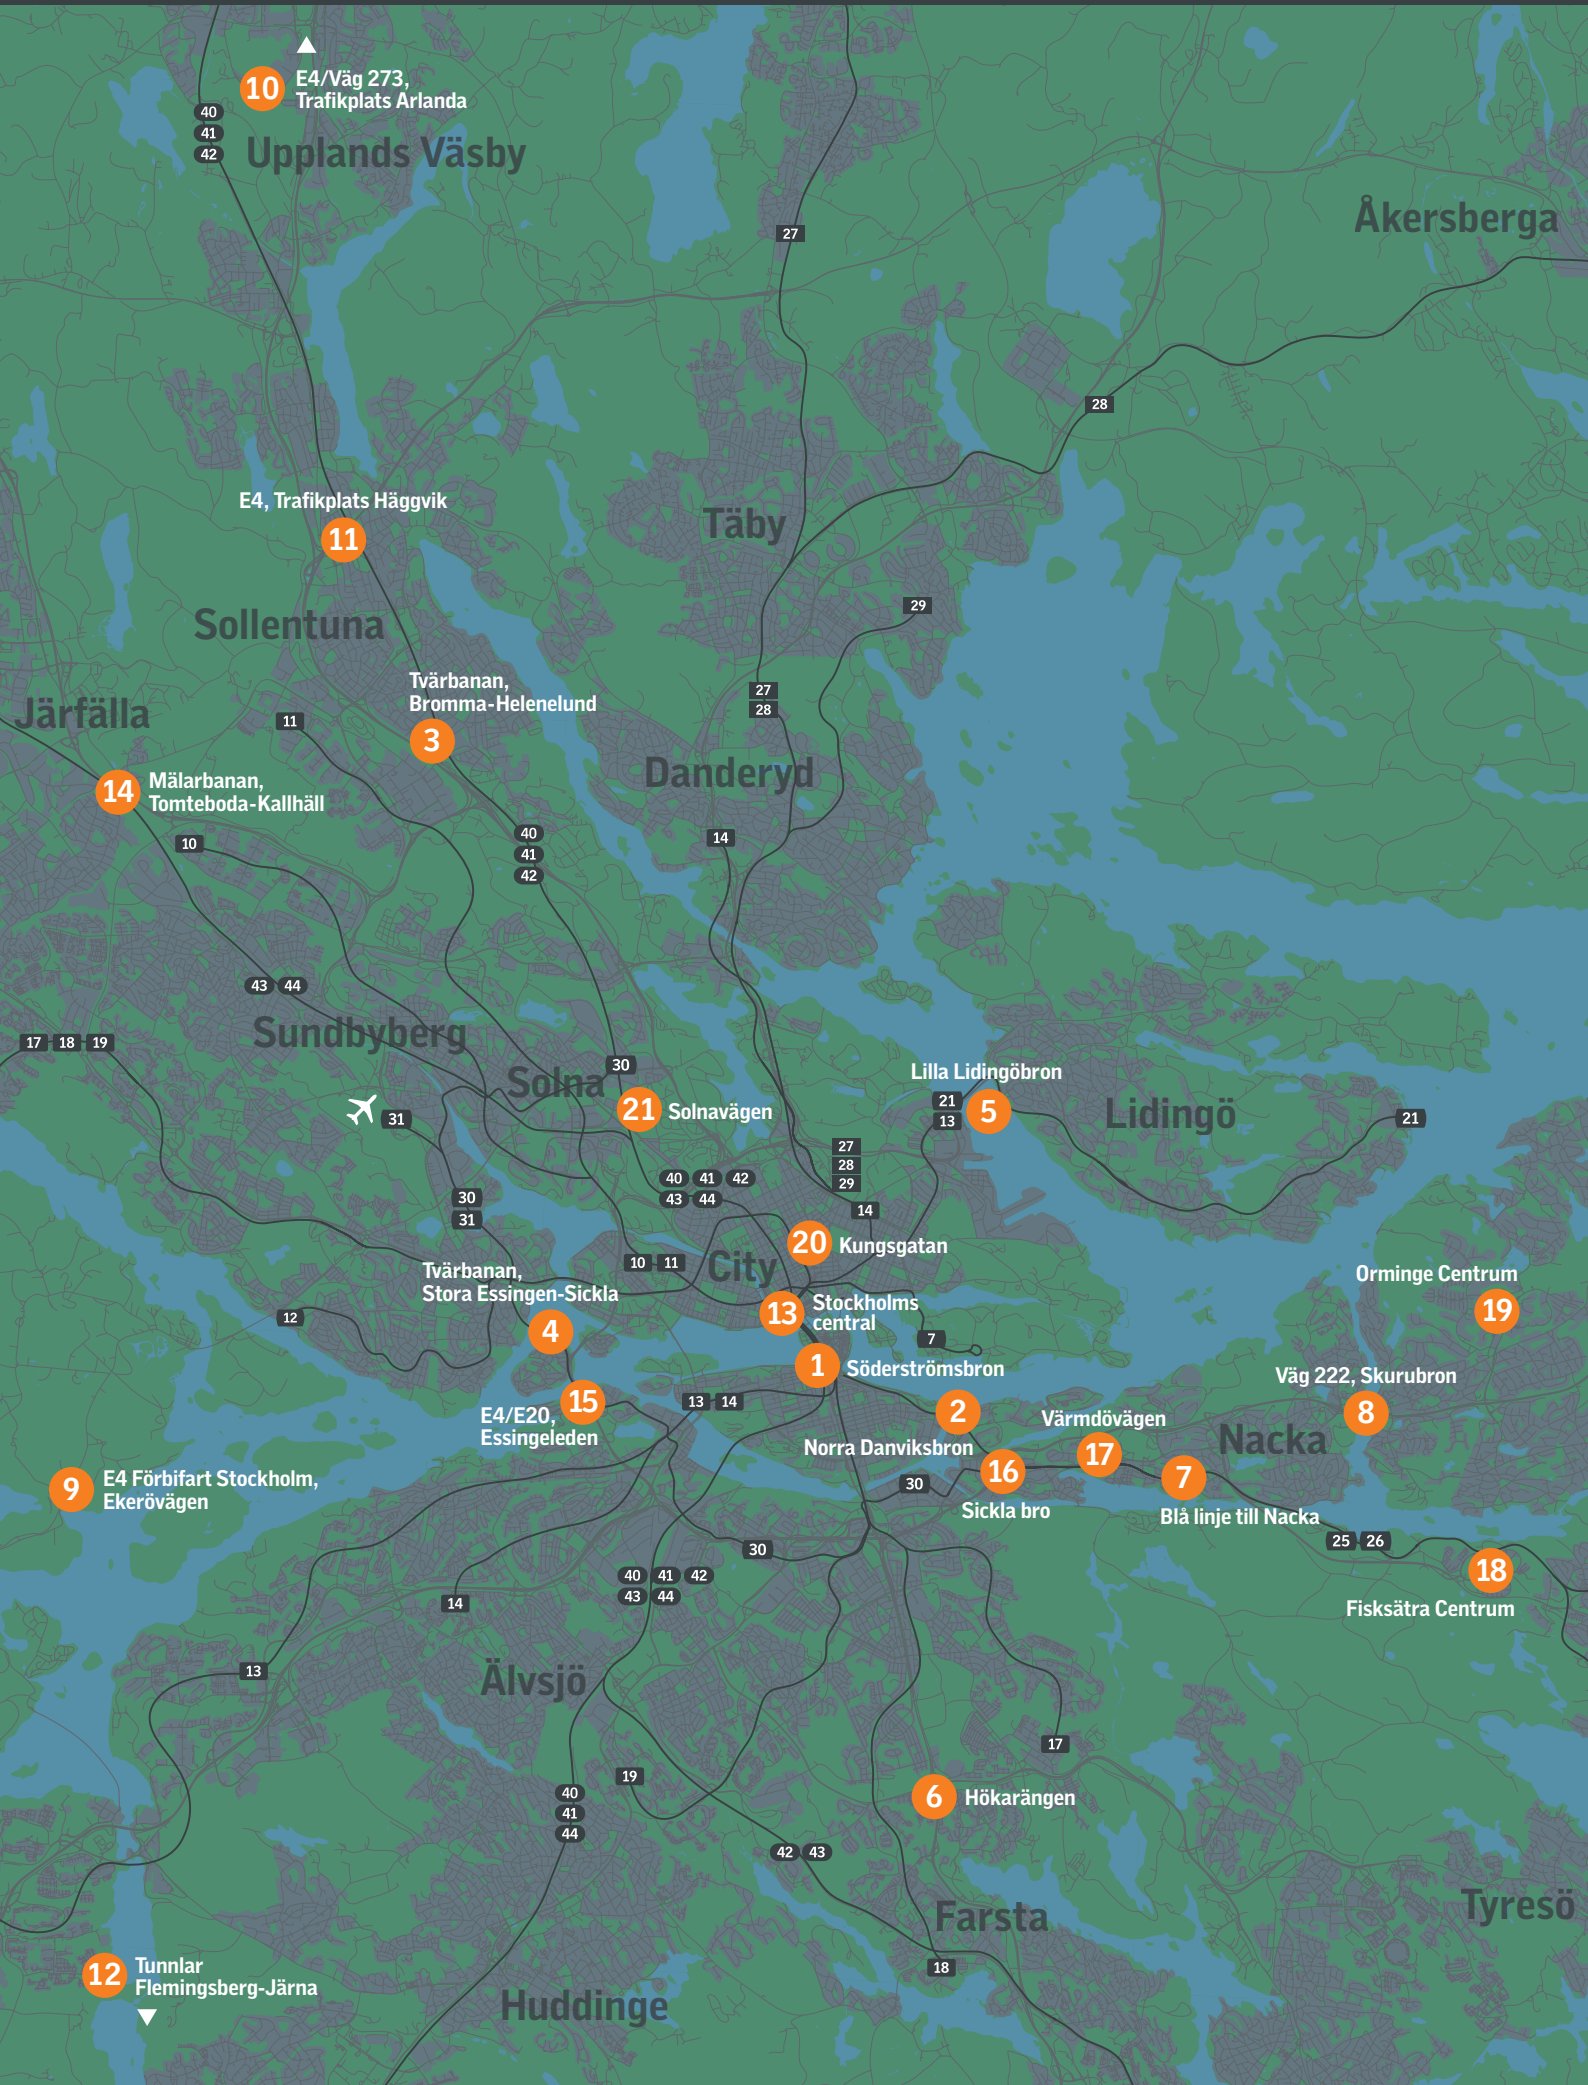 10
E4/Väg 273,
Trafikplats Arlanda
40
41
42
Upplands Väsby
Åkersberga
27
28
E4, Trafikplats Häggvik
11
Täby
29
Sollentuna
Tvärbanan,
Bromma-Helenelund
3
27
28
Järfälla
11
14
Mälarbanan,
Tomteboda-Kallhäll
Danderyd
10
14
40
41
42
43 44
Sundbyberg
17 18 19
Solna
30
21
Solnavägen
31
Lilla Lidingöbron
21
13
5
Lidingö
21
27
28
29
40 41 42
43 44
30
31
14
20
Kungsgatan
City
10 11
Tvärbanan,
Stora Essingen-Sickla
4
12
13
Stockholms
central
7
Orminge Centrum
19
1
Söderströmsbron
Väg 222, Skurubron
8
15
E4/E20,
Essingeleden
13 14
2
Norra Danviksbron
Värmdövägen
17
Nacka
9
E4 Förbifart Stockholm,
Ekerövägen
30
16
Sickla bro
7
Blå linje till Nacka
25 26
18
Fisksätra Centrum
30
40 41 42
43 44
14
13
Älvsjö
17
19
40
41
44
6
Hökarängen
42 43
Farsta
Tyresö
18
12
Tunnlar
Flemingsberg-Järna
Huddinge